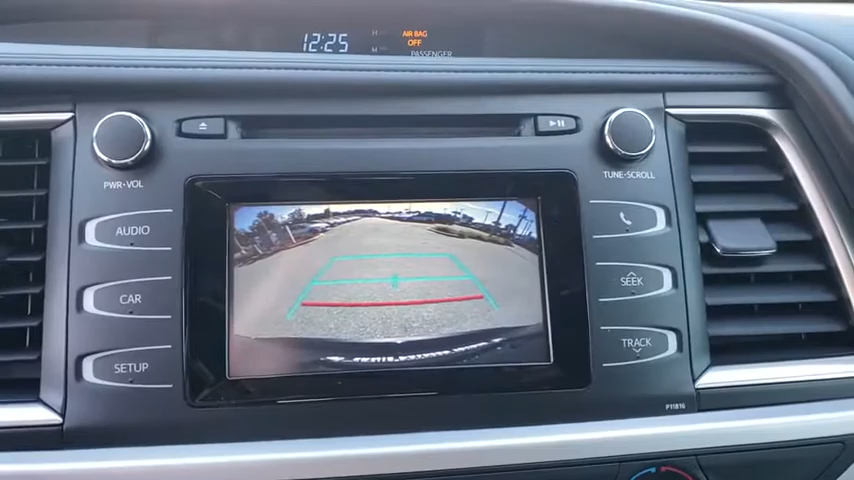 12:25
AIR BAG
OFF
PASSENGER
PWR•VOL
TUNE•SCROLL
AUDIO
CAR
SETUP
SEEK
TRACK
P11816